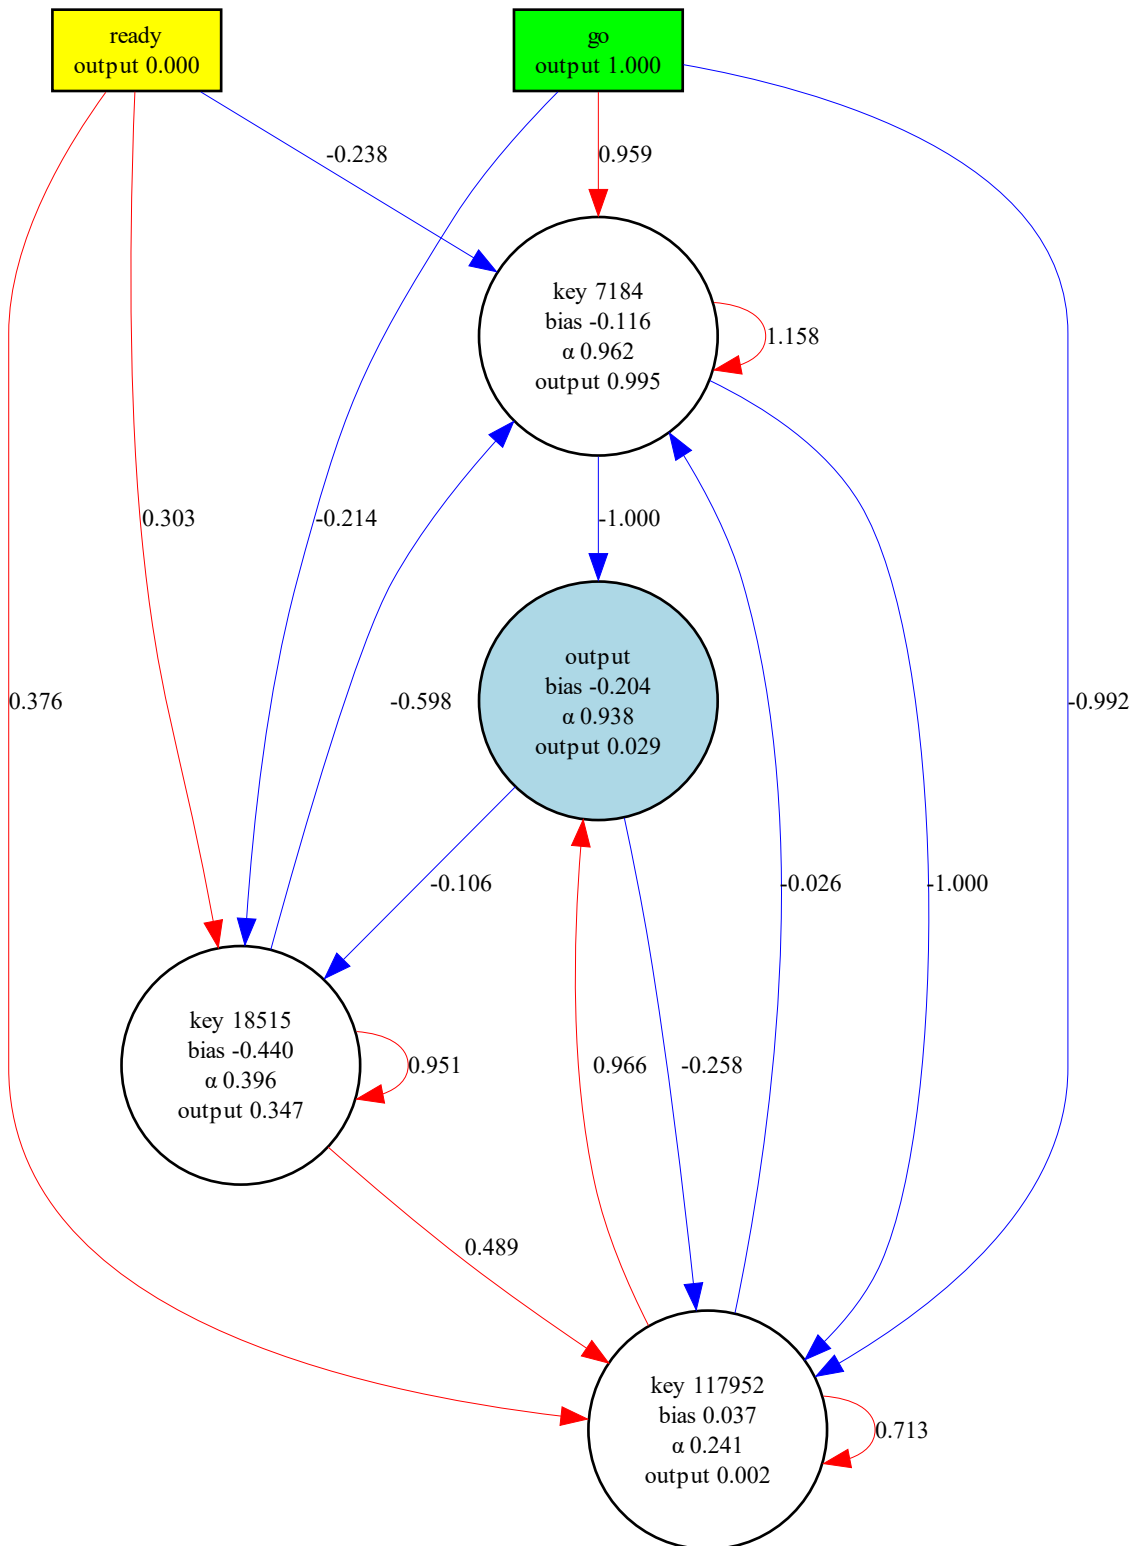 ready
output 0.000
go
output 1.000
-0.238
0.959
key 7184
bias -0.116
α 0.962
output 0.995
1.158
0.303
-0.214
-1.000
output
bias -0.204
α 0.938
output 0.029
0.376
-0.598
-0.992
-0.106
-0.026
-1.000
key 18515
bias -0.440
α 0.396
output 0.347
0.951
0.966
-0.258
0.489
key 117952
bias 0.037
α 0.241
output 0.002
0.713